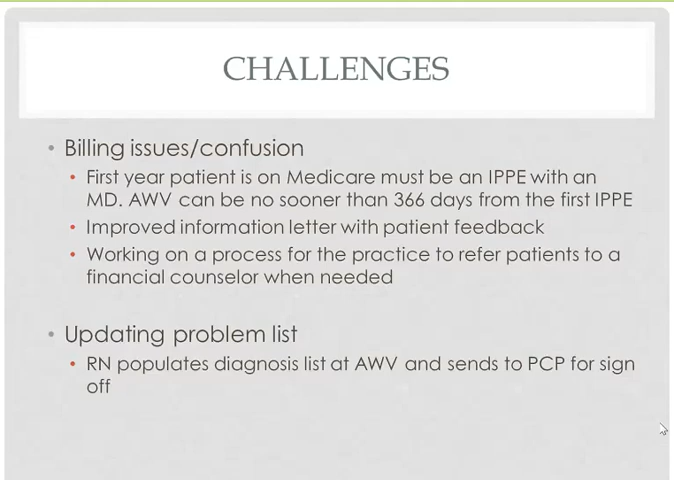 CHALLENGES
• Billing issues/confusion
• First year patient is on Medicare must be an IPPE with an
MD. AWV can be no sooner than 366 days from the first IPPE
• Improved information letter with patient feedback
• Working on a process for the practice to refer patients to a
financial counselor when needed
• Updating problem list
• RN populates diagnosis list at AWV and sends to PCP for sign
off